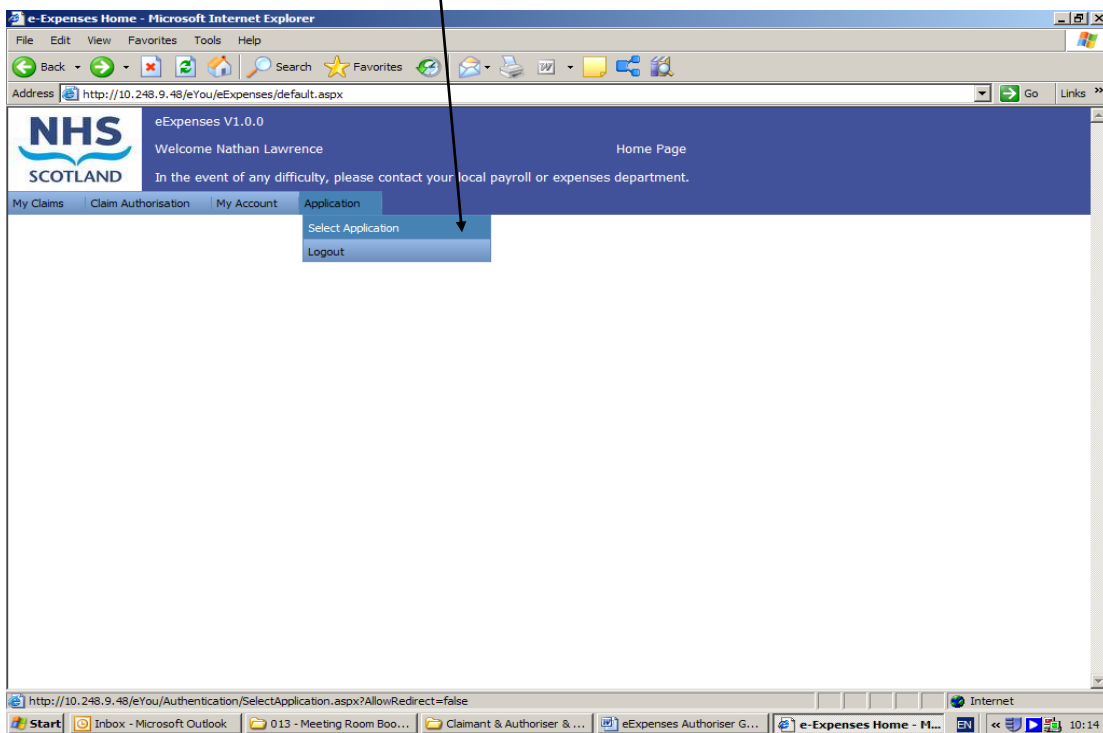 e-Expenses Home - Microsoft Internet Explorer
File Edit View Favorites Tools Help
Back Search Favorites
Address http://10.248.9.48/eYou/eExpenses/default.aspx Go Links »
NHS
SCOTLAND
eExpenses V1.0.0
Welcome Nathan Lawrence Home Page
In the event of any difficulty, please contact your local payroll or expenses department.
My Claims Claim Authorisation My Account Application
Select Application
Logout
http://10.248.9.48/eYou/Authentication/SelectApplication.aspx?AllowRedirect=false Internet
Start Inbox - Microsoft Outlook 013 - Meeting Room Boo... Claimant & Authoriser & ... eExpenses Authoriser G... e-Expenses Home - M... EN « 10:14